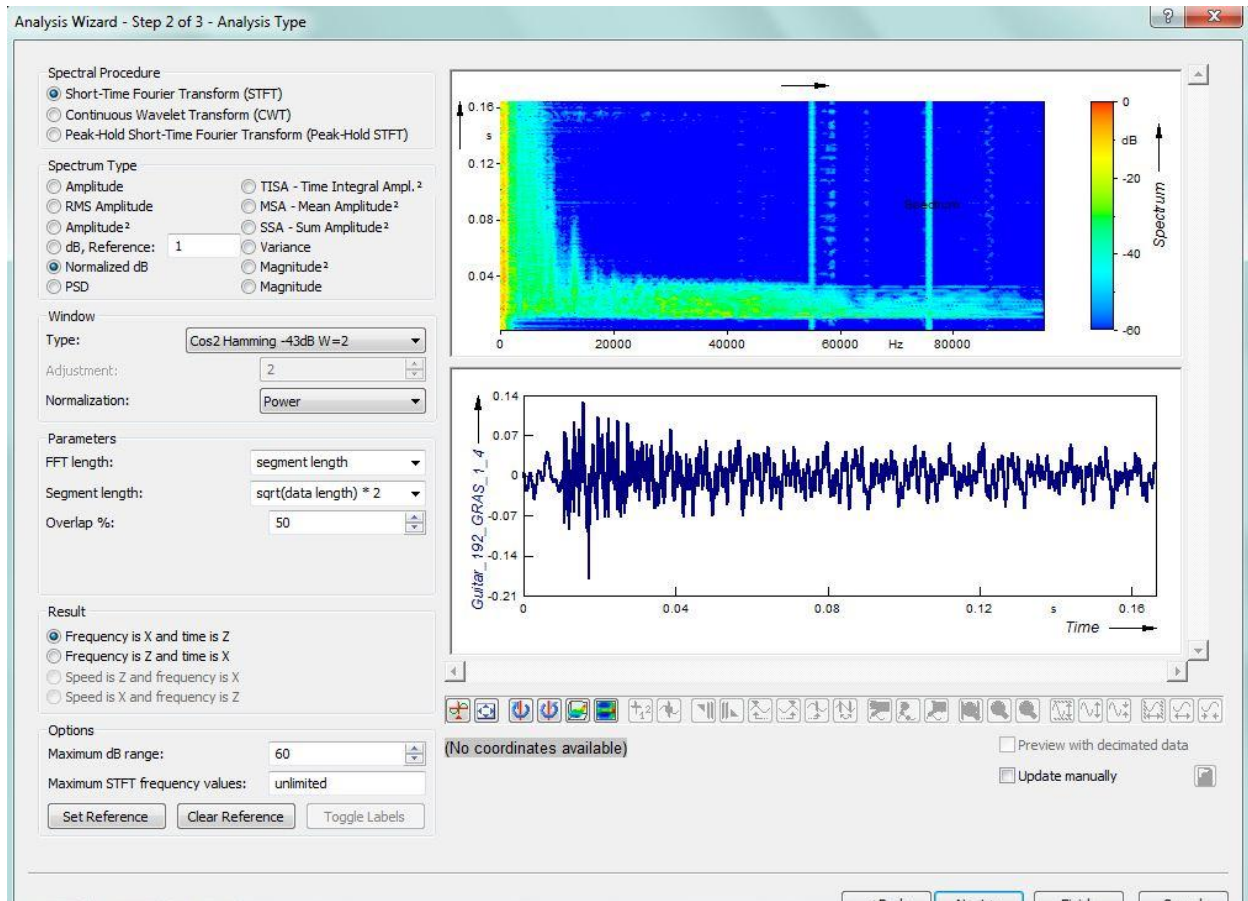 Analysis Wizard - Step 2 of 3 - Analysis Type
Spectral Procedure
Short-Time Fourier Transform (STFT)
Continuous Wavelet Transform (CWT)
Peak-Hold Short-Time Fourier Transform (Peak-Hold STFT)
Spectrum Type
Amplitude
TISA - Time Integral Ampl.²
RMS Amplitude
MSA - Mean Amplitude²
Amplitude²
SSA - Sum Amplitude²
dB, Reference: 1
Variance
Normalized dB
Magnitude²
PSD
Magnitude
Window
Type: Cos2 Hamming -43dB W=2
Adjustment: 2
Normalization: Power
Parameters
FFT length: segment length
Segment length: sqrt(data length) * 2
Overlap %: 50
Result
Frequency is X and time is Z
Frequency is Z and time is X
Speed is Z and frequency is X
Speed is X and frequency is Z
Options
Maximum dB range: 60
Maximum STFT frequency values: unlimited
Set Reference Clear Reference Toggle Labels
0.16
s
0.12
0.08
0.04
0 20000 40000 60000 Hz 80000
Spectrum
0
dB
-20
-40
-60
Spectrum
0.14
0.07
0
-0.07
-0.14
-0.21
Guitar_192_GRAS_1_4
0 0.04 0.08 0.12 s 0.16
Time
(No coordinates available)
Preview with decimated data
Update manually